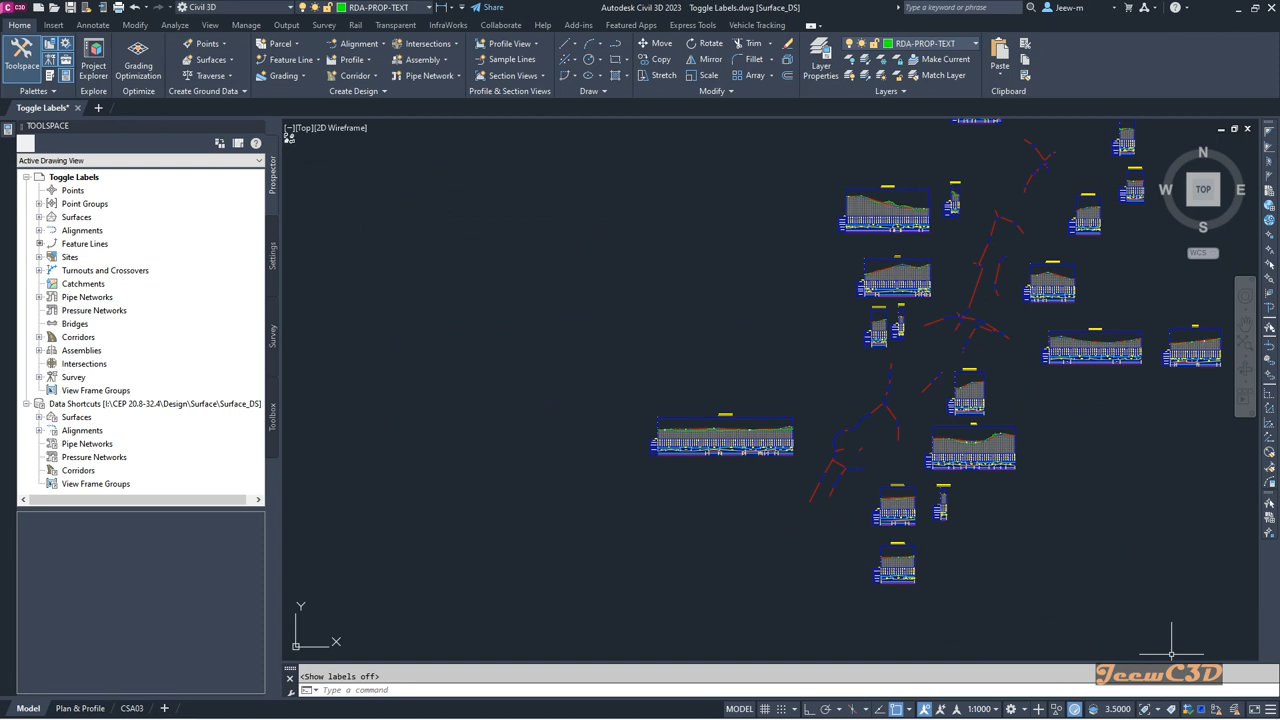 C3D
Civil 3D
RDA-PROP-TEXT
Share
Autodesk Civil 3D 2023 Toggle Labels.dwg [Surface_DS]
Type a keyword or phrase
Jeew-m
Home Insert Annotate Modify Analyze View Manage Output Survey Rail Transparent InfraWorks Collaborate Help Add-ins Featured Apps Express Tools Vehicle Tracking
Toolspace
Palettes
Project Explorer
Explore
Grading Optimization
Optimize
Points
Surfaces
Traverse
Create Ground Data
Parcel
Feature Line
Grading
Alignment
Profile
Corridor
Intersections
Assembly
Pipe Network
Create Design
Profile View
Sample Lines
Section Views
Profile & Section Views
Draw
Move
Copy
Stretch
Rotate
Mirror
Scale
Trim
Fillet
Array
Modify
Layer Properties
RDA-PROP-TEXT
Make Current
Match Layer
Layers
Paste
Clipboard
Toggle Labels*
TOOLSPACE
Active Drawing View
Toggle Labels
Points
Point Groups
Surfaces
Alignments
Feature Lines
Sites
Turnouts and Crossovers
Catchments
Pipe Networks
Pressure Networks
Bridges
Corridors
Assemblies
Intersections
Survey
View Frame Groups
Data Shortcuts [I:\CEP 20.8-32.4\Design\Surface\Surface_DS]
Surfaces
Alignments
Pipe Networks
Pressure Networks
Corridors
View Frame Groups
Prospector
Settings
Survey
Toolbox
[−][Top][2D Wireframe]
N
W TOP E
S
WCS
Y
X
JeewC3D
<Show labels off>
Type a command
Model Plan & Profile CSA03
MODEL
1:1000
3.5000